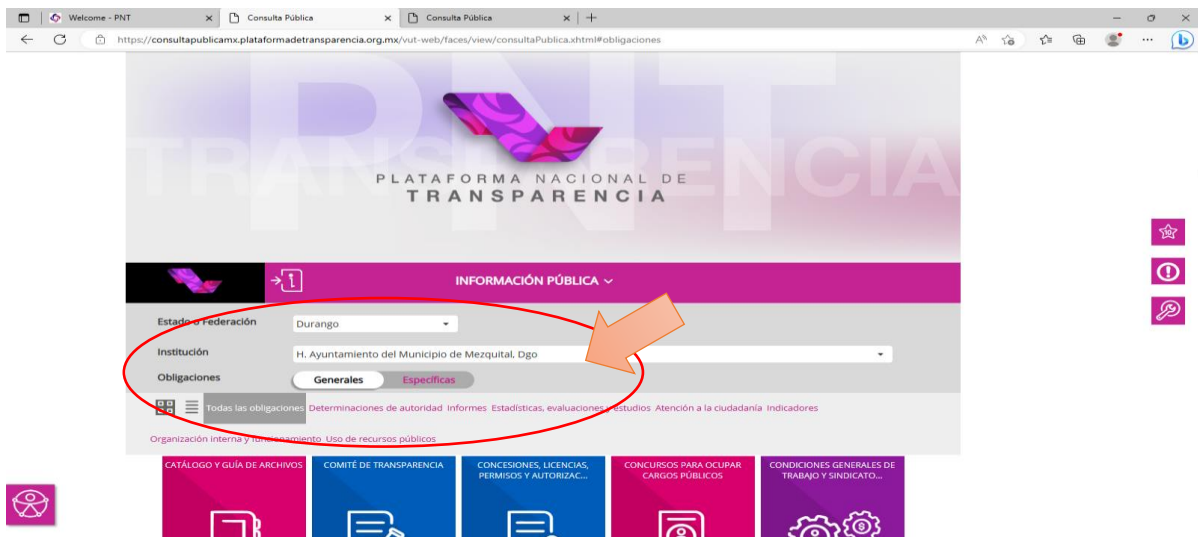 Welcome - PNT
Consulta Pública
Consulta Pública
https://consultapublicamx.plataformadetransparencia.org.mx/vut-web/faces/view/consultaPublica.xhtml#obligaciones
PNT
TRANSPARENCIA
PLATAFORMA NACIONAL DE
TRANSPARENCIA
INFORMACIÓN PÚBLICA
Estado o Federación
Durango
Institución
H. Ayuntamiento del Municipio de Mezquital, Dgo
Obligaciones
Generales Específicas
Todas las obligaciones Determinaciones de autoridad Informes Estadísticas, evaluaciones y estudios Atención a la ciudadanía Indicadores
Organización interna y funcionamiento Uso de recursos públicos
CATÁLOGO Y GUÍA DE ARCHIVOS
COMITÉ DE TRANSPARENCIA
CONCESIONES, LICENCIAS,
PERMISOS Y AUTORIZAC...
CONCURSOS PARA OCUPAR
CARGOS PÚBLICOS
CONDICIONES GENERALES DE
TRABAJO Y SINDICATO...